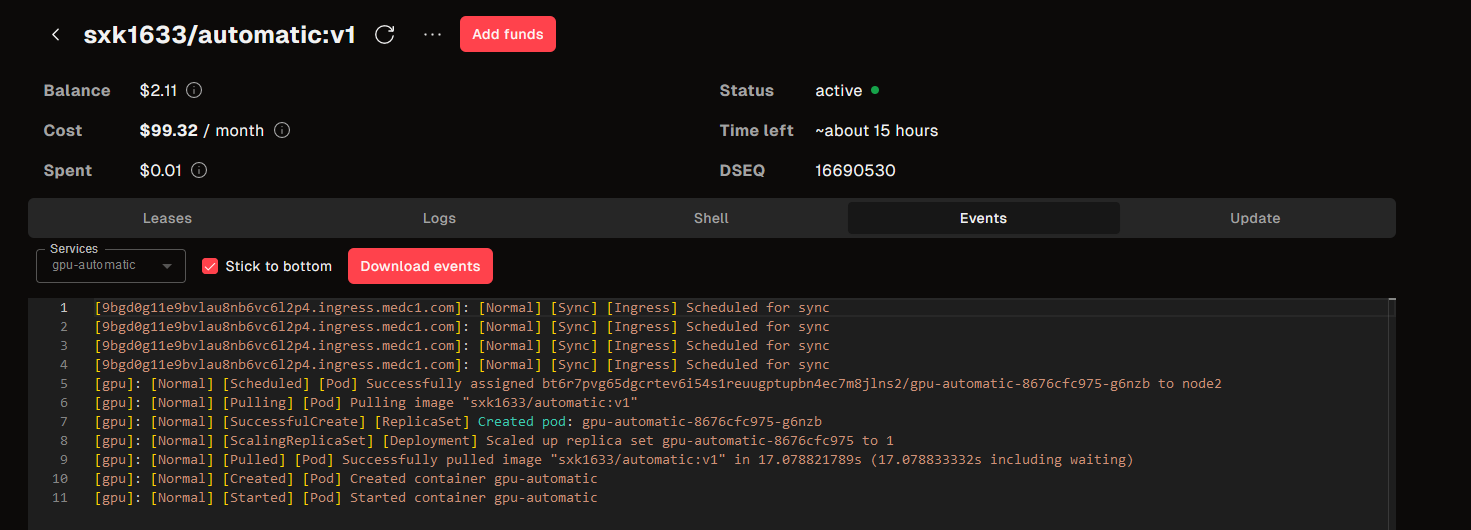 sxk1633/automatic:v1 ... Add funds
Balance $2.11 Status active
Cost $99.32 / month Time left ~about 15 hours
Spent $0.01 DSEQ 16690530
Leases Logs Shell Events Update
Services
gpu-automatic Stick to bottom Download events
1 [9bgd0g11e9bvlau8nb6vc6l2p4.ingress.medc1.com]: [Normal] [Sync] [Ingress] Scheduled for sync
2 [9bgd0g11e9bvlau8nb6vc6l2p4.ingress.medc1.com]: [Normal] [Sync] [Ingress] Scheduled for sync
3 [9bgd0g11e9bvlau8nb6vc6l2p4.ingress.medc1.com]: [Normal] [Sync] [Ingress] Scheduled for sync
4 [9bgd0g11e9bvlau8nb6vc6l2p4.ingress.medc1.com]: [Normal] [Sync] [Ingress] Scheduled for sync
5 [gpu]: [Normal] [Scheduled] [Pod] Successfully assigned bt6r7pvg65dgcrtev6i54s1reuugptupbn4ec7m8jlns2/gpu-automatic-8676cfc975-g6nzb to node2
6 [gpu]: [Normal] [Pulling] [Pod] Pulling image "sxk1633/automatic:v1"
7 [gpu]: [Normal] [SuccessfulCreate] [ReplicaSet] Created pod: gpu-automatic-8676cfc975-g6nzb
8 [gpu]: [Normal] [ScalingReplicaSet] [Deployment] Scaled up replica set gpu-automatic-8676cfc975 to 1
9 [gpu]: [Normal] [Pulled] [Pod] Successfully pulled image "sxk1633/automatic:v1" in 17.078821789s (17.078833332s including waiting)
10 [gpu]: [Normal] [Created] [Pod] Created container gpu-automatic
11 [gpu]: [Normal] [Started] [Pod] Started container gpu-automatic